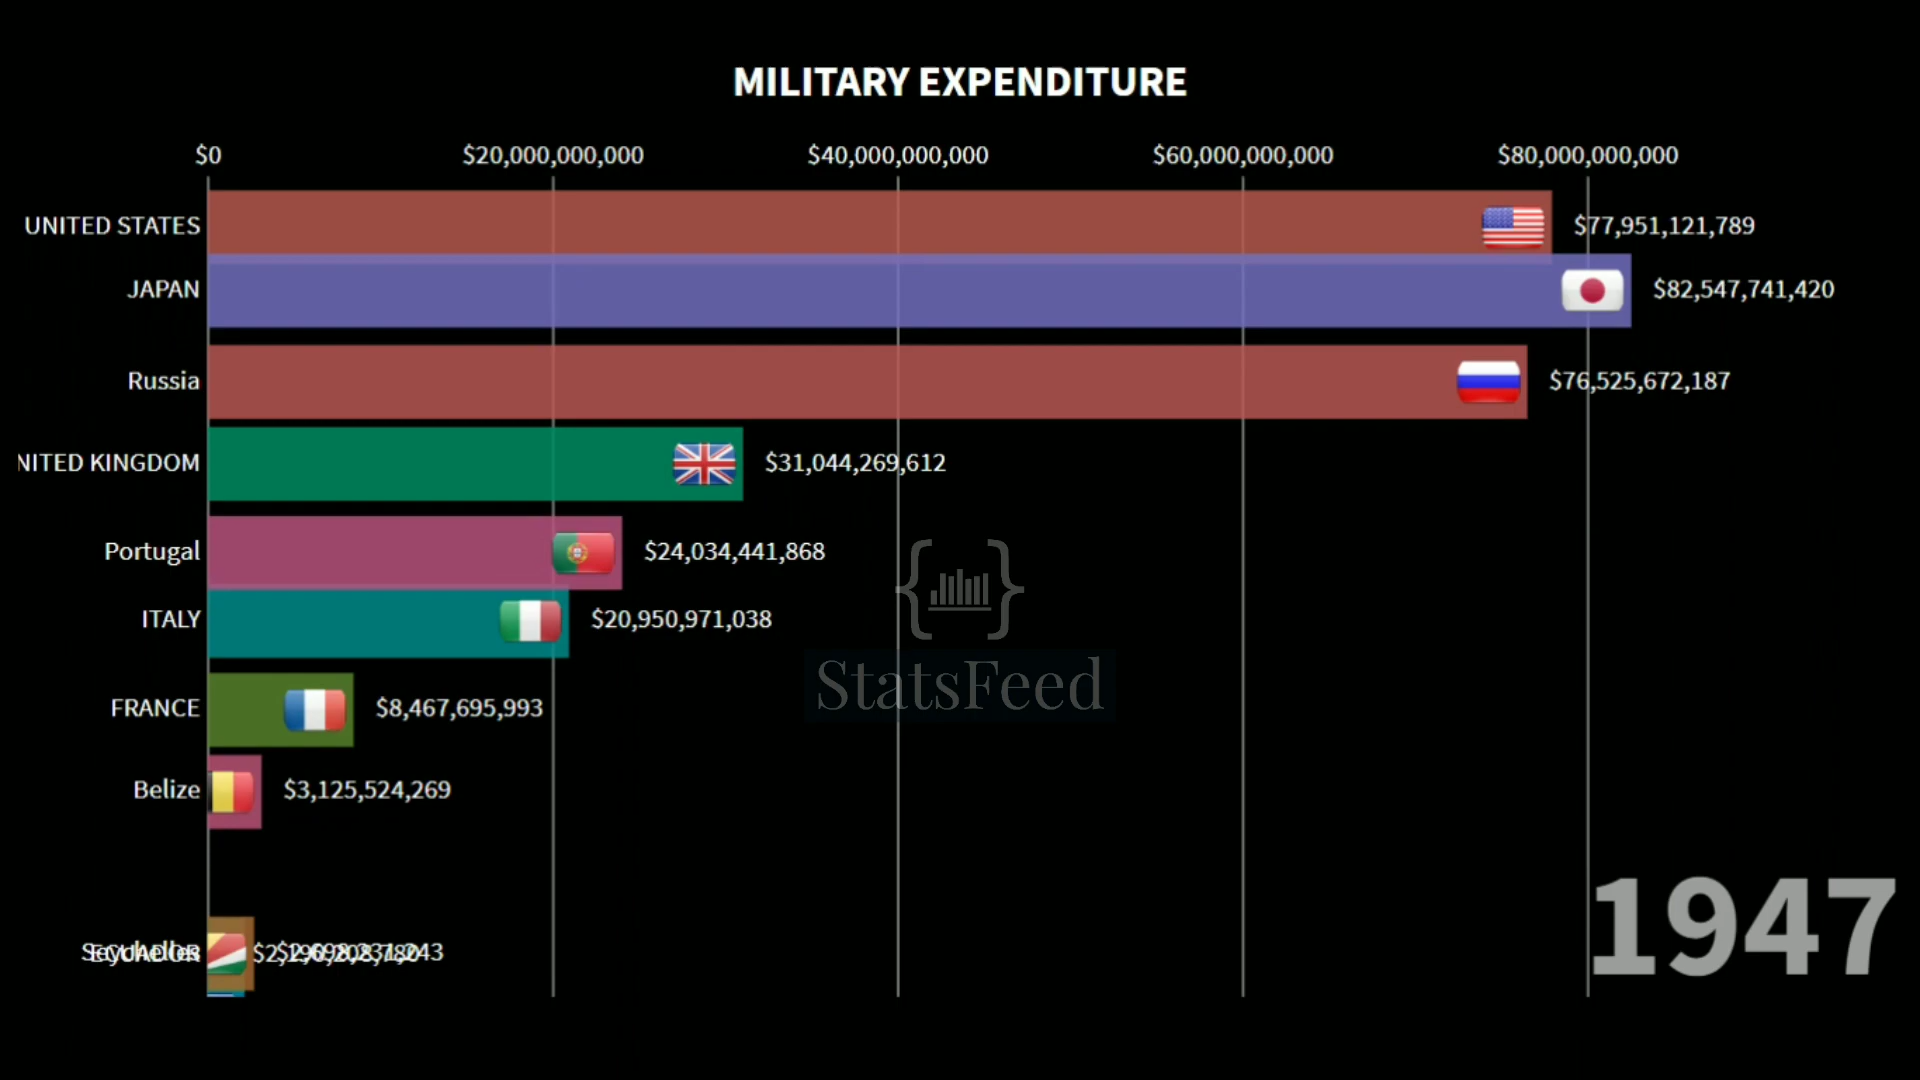 MILITARY EXPENDITURE
$0 $20,000,000,000 $40,000,000,000 $60,000,000,000 $80,000,000,000
UNITED STATES $77,951,121,789
JAPAN $82,547,741,420
Russia $76,525,672,187
NITED KINGDOM $31,044,269,612
Portugal $24,034,441,868
ITALY $20,950,971,038
StatsFeed
FRANCE $8,467,695,993
Belize $3,125,524,269
Seychelles
ECUADOR
1947